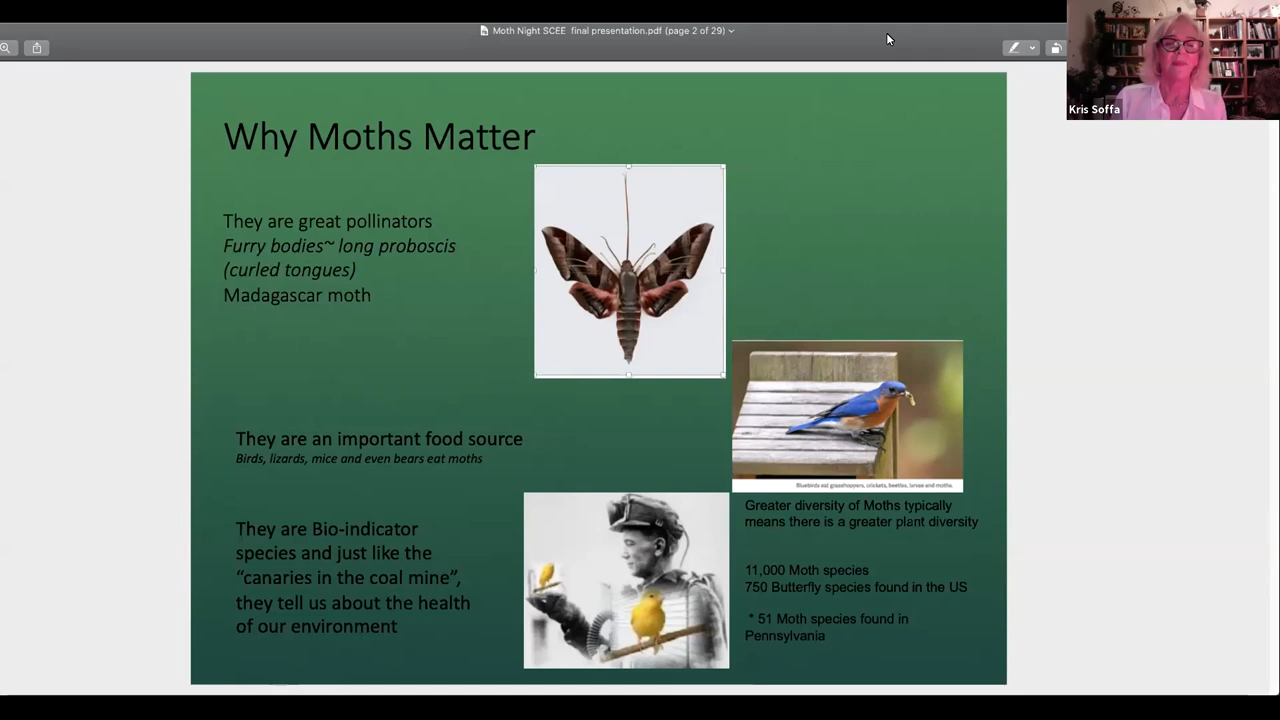 Moth Night SCEE final presentation.pdf (page 2 of 29)
Kris Soffa
Why Moths Matter
They are great pollinators
Furry bodies~ long proboscis
(curled tongues)
Madagascar moth
They are an important food source
Birds, lizards, mice and even bears eat moths
Bluebirds eat grasshoppers, crickets, beetles, larvae and moths.
They are Bio-indicator
species and just like the
“canaries in the coal mine”,
they tell us about the health
of our environment
Greater diversity of Moths typically
means there is a greater plant diversity
11,000 Moth species
750 Butterfly species found in the US
* 51 Moth species found in
Pennsylvania